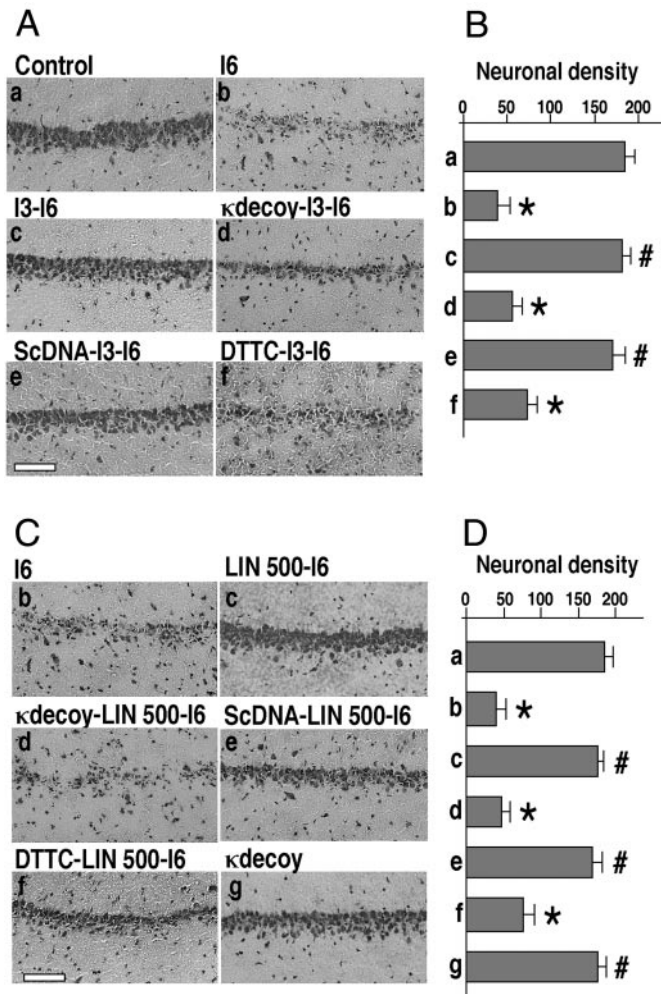 A
Control
I6
a
b
I3-I6
κdecoy-I3-I6
c
d
ScDNA-I3-I6
DTTC-I3-I6
e
f
B
Neuronal density
0 50 100 150 200
a
b *
c #
d *
e #
f *
C
I6
LIN 500-I6
b
c
κdecoy-LIN 500-I6
ScDNA-LIN 500-I6
d
e
DTTC-LIN 500-I6
κdecoy
f
g
D
Neuronal density
0 50 100 150 200
a
b *
c #
d *
e #
f *
g #